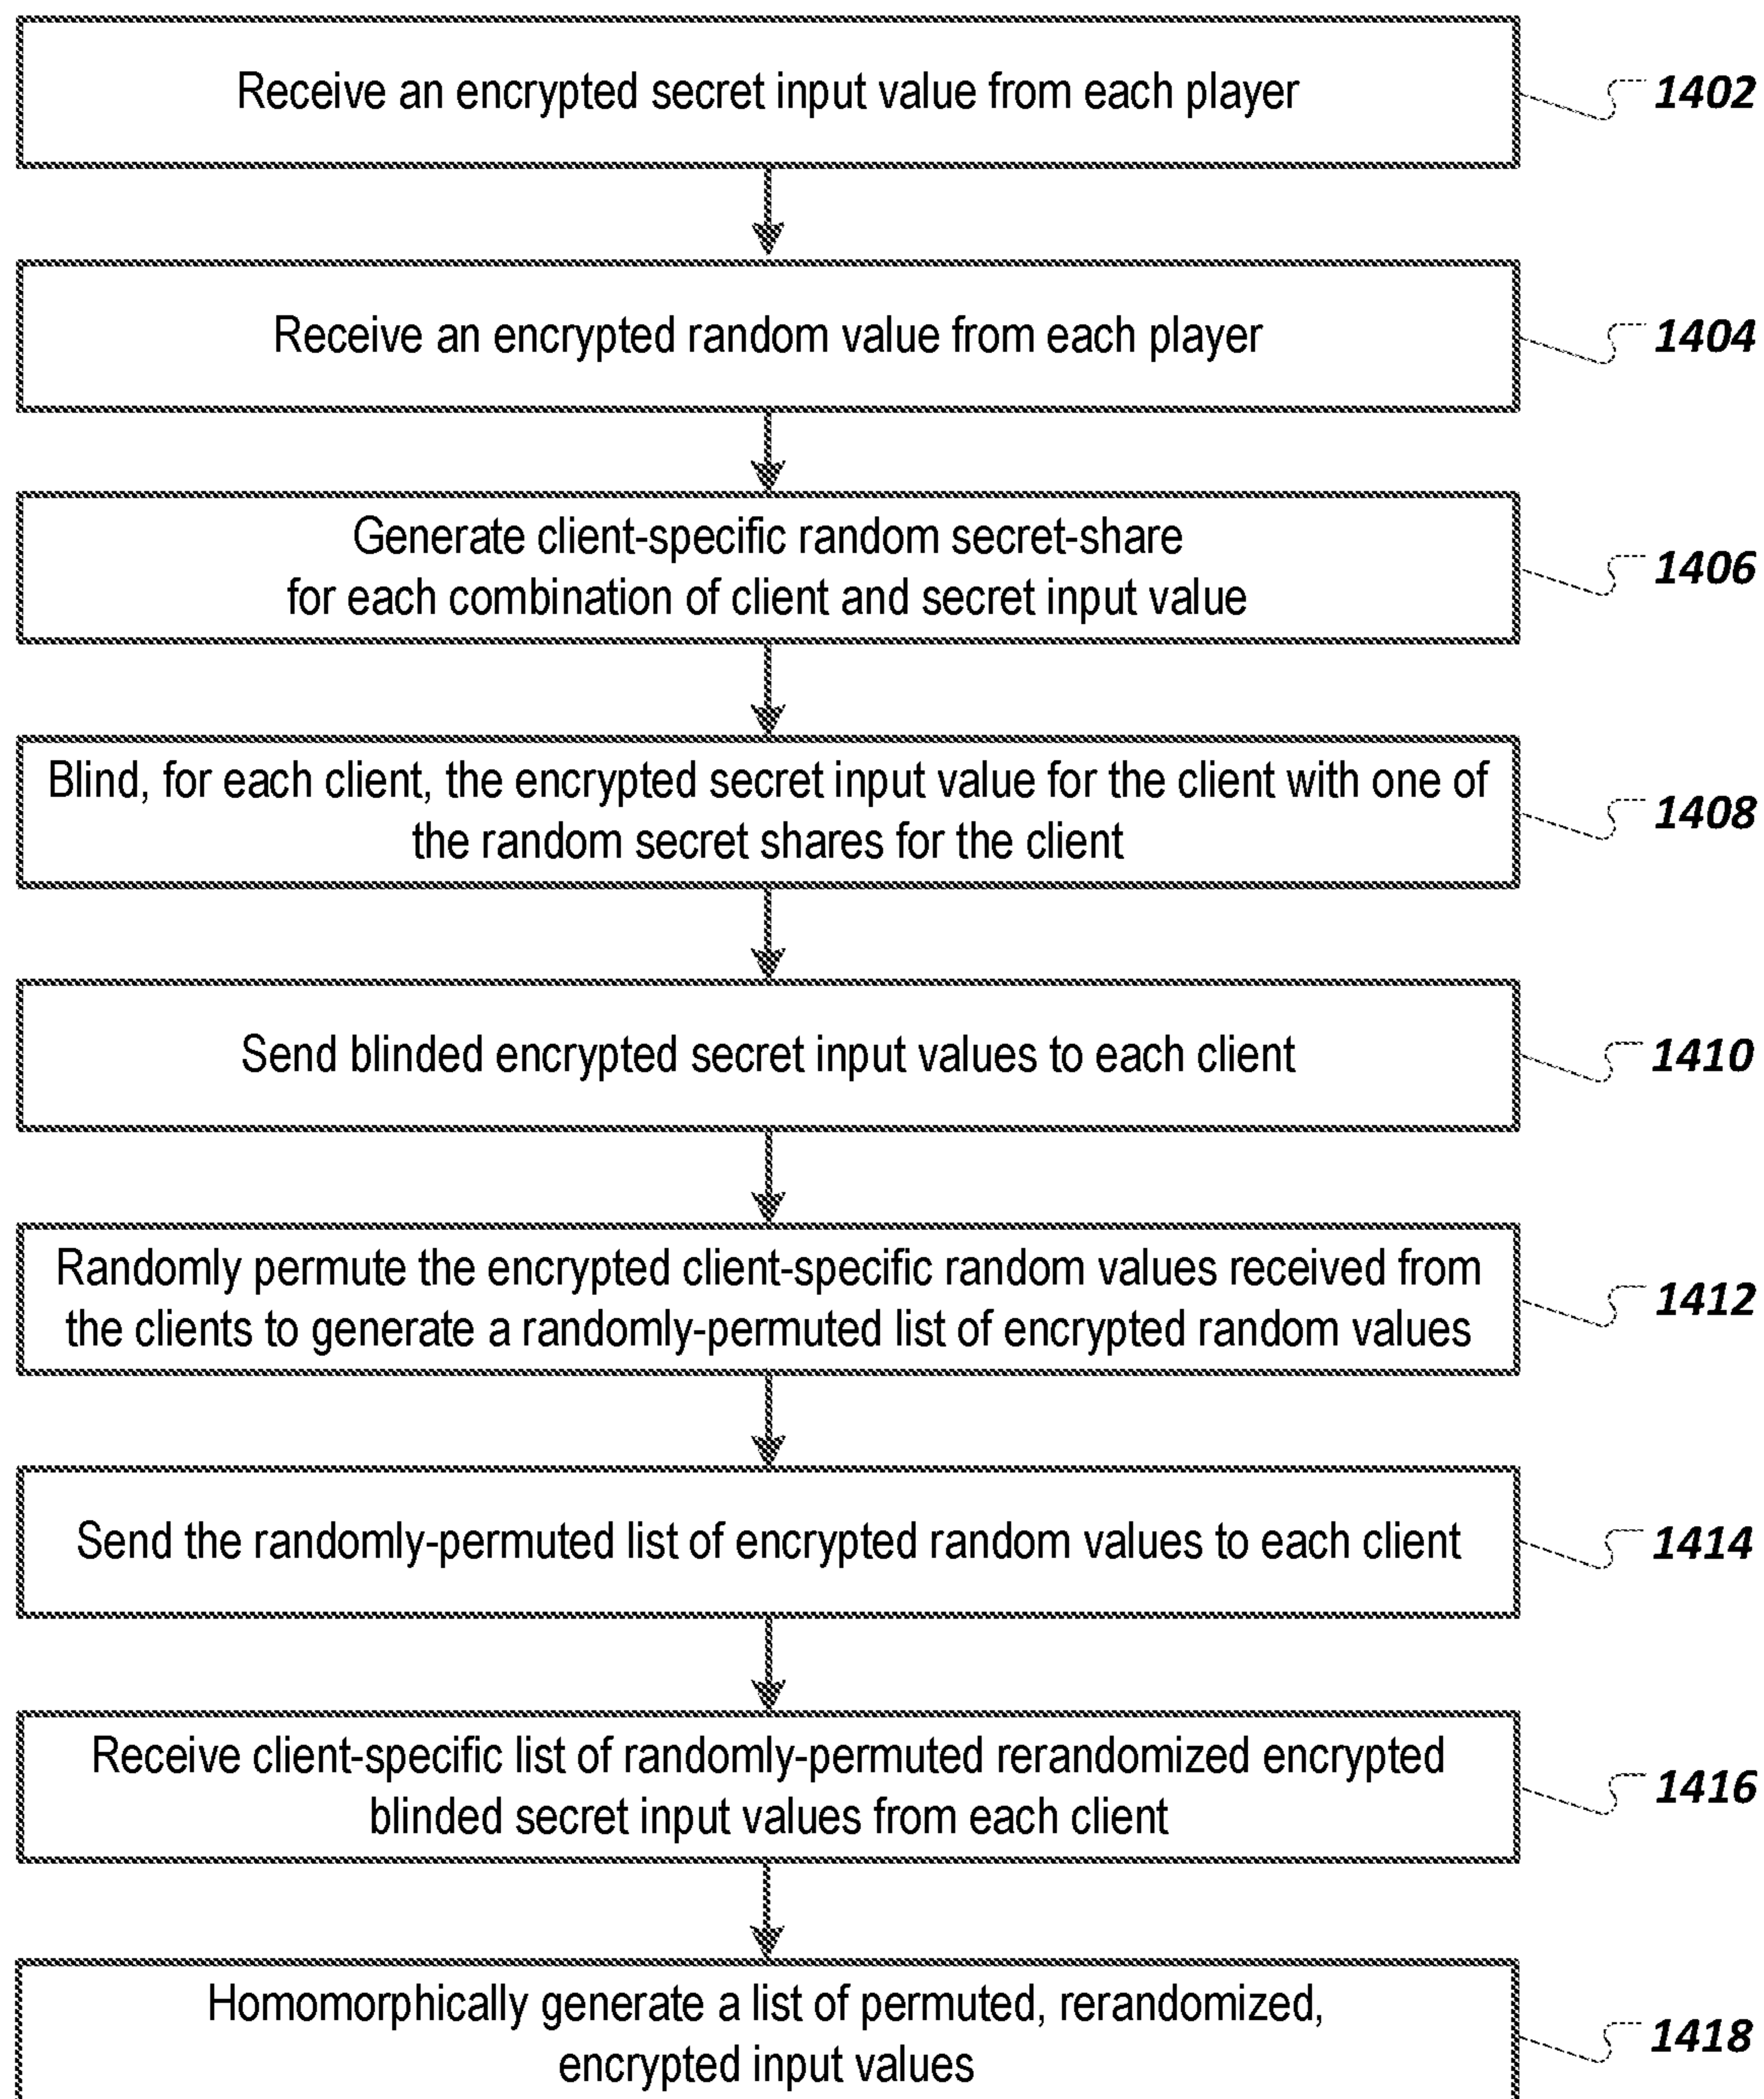 Receive an encrypted secret input value from each player
1402
Receive an encrypted random value from each player
1404
Generate client-specific random secret-share
for each combination of client and secret input value
1406
Blind, for each client, the encrypted secret input value for the client with one of
the random secret shares for the client
1408
Send blinded encrypted secret input values to each client
1410
Randomly permute the encrypted client-specific random values received from
the clients to generate a randomly-permuted list of encrypted random values
1412
Send the randomly-permuted list of encrypted random values to each client
1414
Receive client-specific list of randomly-permuted rerandomized encrypted
blinded secret input values from each client
1416
Homomorphically generate a list of permuted, rerandomized,
encrypted input values
1418